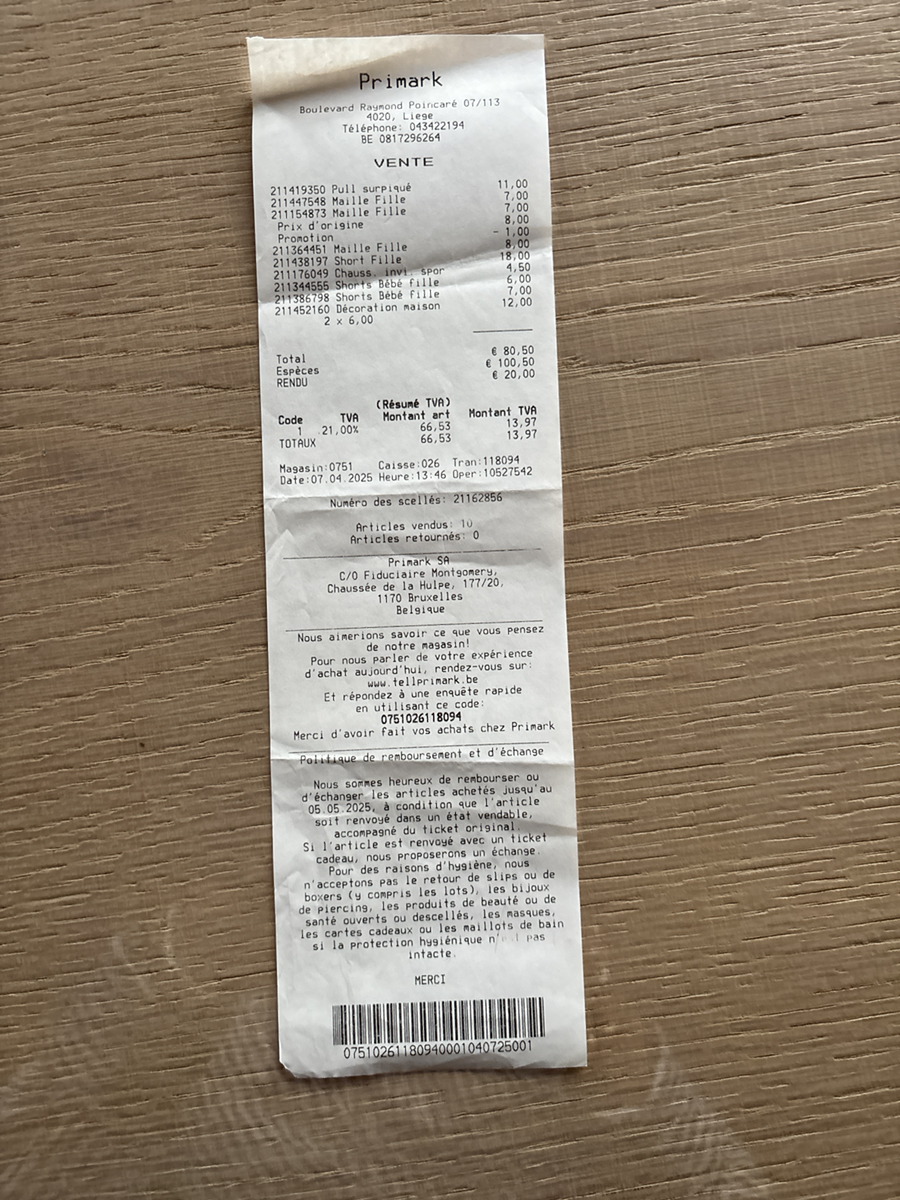 Primark
Boulevard Raymond Poincaré 07/113
4020, Liege
Téléphone: 043422194
BE 0817296264
VENTE
211419350 Pull surpiqué 11,00
211447548 Maille Fille 7,00
211154873 Maille Fille 7,00
Prix d'origine 8,00
Promotion - 1,00
211364451 Maille Fille 8,00
211438197 Short Fille 18,00
211176049 Chauss. invi. spor 4,50
211344555 Shorts Bébé fille 6,00
211386798 Shorts Bébé fille 7,00
211452160 Décoration maison 12,00
2 x 6,00
Total € 80,50
Espèces € 100,50
RENDU € 20,00
(Résumé TVA)
Code TVA Montant art Montant TVA
1 21,00% 66,53 13,97
TOTAUX 66,53 13,97
Magasin:0751 Caisse:026 Tran:118094
Date:07.04.2025 Heure:13:46 Oper:10527542
Numéro des scellés: 21162856
Articles vendus: 10
Articles retournés: 0
Primark SA
C/O Fiduciaire Montgomery,
Chaussée de la Hulpe, 177/20,
1170 Bruxelles
Belgique
Nous aimerions savoir ce que vous pensez
de notre magasin!
Pour nous parler de votre expérience
d'achat aujourd'hui, rendez-vous sur:
www.tellprimark.be
Et répondez à une enquête rapide
en utilisant ce code:
0751026118094
Merci d'avoir fait vos achats chez Primark
Politique de remboursement et d'échange
Nous sommes heureux de rembourser ou
d'échanger les articles achetés jusqu'au
05.05.2025, à condition que l'article
soit renvoyé dans un état vendable,
accompagné du ticket original.
Si l'article est renvoyé avec un ticket
cadeau, nous proposerons un échange.
Pour des raisons d'hygiène, nous
n'acceptons pas le retour de slips ou de
boxers (y compris les lots), les bijoux
de piercing, les produits de beauté ou de
santé ouverts ou descellés, les masques,
les cartes cadeaux ou les maillots de bain
si la protection hygiénique n'est pas
intacte.
MERCI
07510261180940001040725001